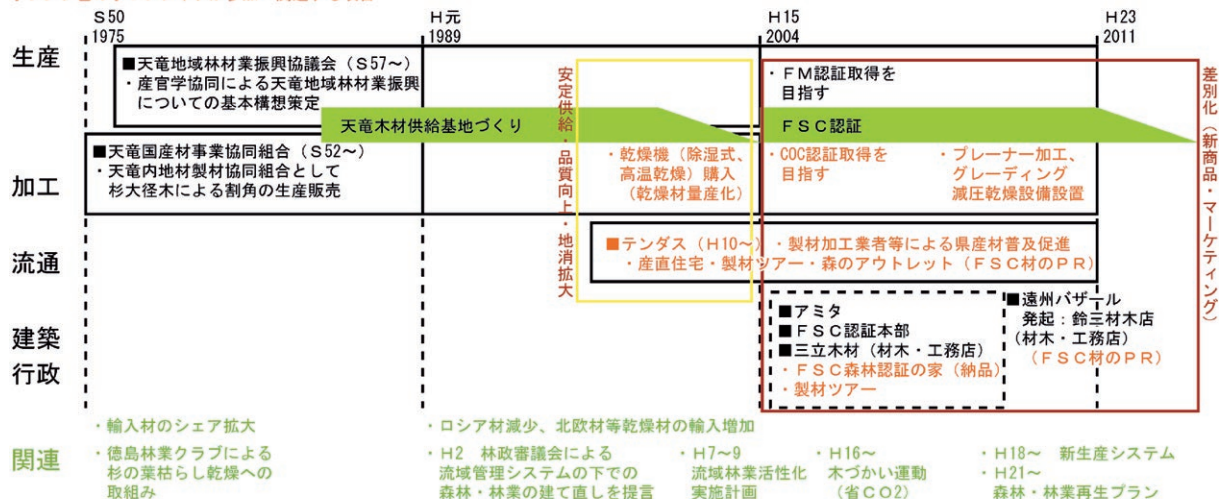 S50
1975
H元
1989
H15
2004
H23
2011
生産
■天竜地域林材業振興協議会（S57〜）
・産官学協同による天竜地域林材業振興
についての基本構想策定
・FM認証取得を
目指す
天竜木材供給基地づくり
FSC認証
安定供給・品質向上・地消拡大
差別化（新商品・マーケティング）
加工
■天竜国産材事業協同組合（S52〜）
・天竜内地材製材協同組合として
杉大径木による割角の生産販売
・乾燥機（除湿式、
高温乾燥）購入
（乾燥材量産化）
・COC認証取得を
目指す
・プレーナー加工、
グレーディング
減圧乾燥設備設置
流通
■テンダス（H10〜）・製材加工業者等による県産材普及促進
・産直住宅・製材ツアー・森のアウトレット（FSC材のPR）
建築
行政
■アミタ
■FSC認証本部
■三立木材（材木・工務店）
・FSC森林認証の家（納品）
・製材ツアー
■遠州バザール
発起：鈴三材木店
（材木・工務店）
（FSC材のPR）
関連
・輸入材のシェア拡大
・徳島林業クラブによる
杉の葉枯らし乾燥への
取組み
・ロシア材減少、北欧材等乾燥材の輸入増加
・H2　林政審議会による
流域管理システムの下での
森林・林業の建て直しを提言
・H7〜9
流域林業活性化
実施計画
・H16〜
木づかい運動
（省CO2）
・H18〜　新生産システム
・H21〜
森林・林業再生プラン